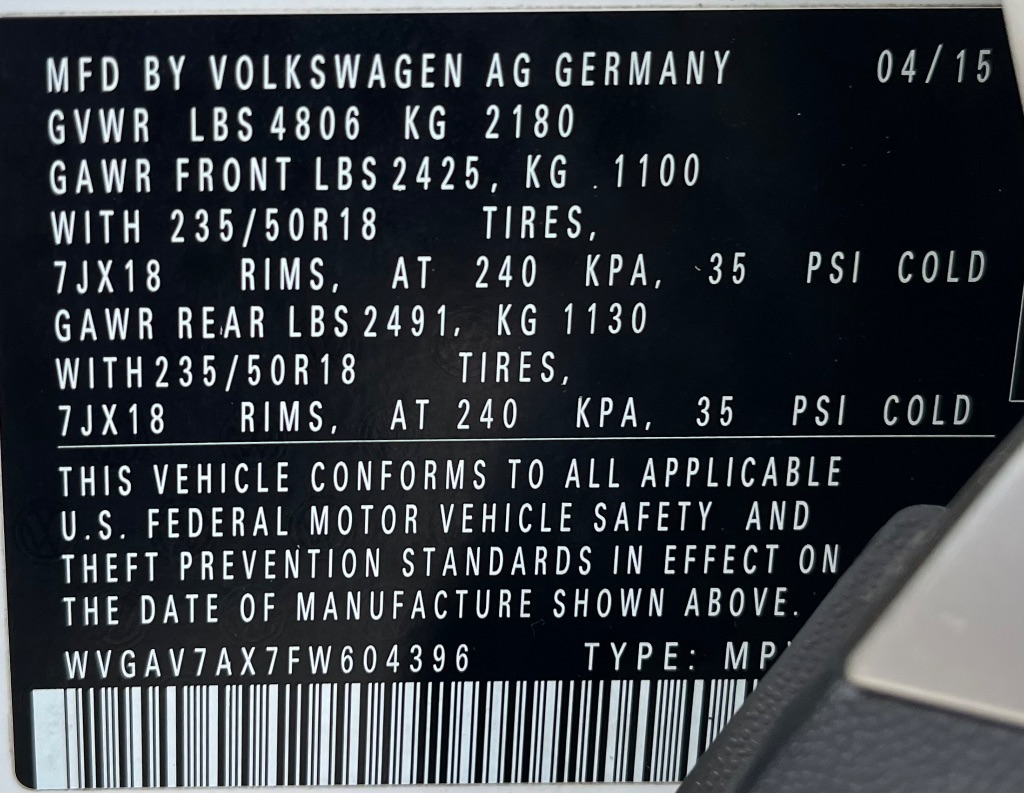 MFD BY VOLKSWAGEN AG GERMANY 04/15
GVWR LBS 4806 KG 2180
GAWR FRONT LBS 2425, KG . 1100
WITH 235/50R18 TIRES,
7JX18 RIMS, AT 240 KPA, 35 PSI COLD
GAWR REAR LBS 2491, KG 1130
WITH 235/50R18 TIRES,
7JX18 RIMS, AT 240 KPA, 35 PSI COLD
THIS VEHICLE CONFORMS TO ALL APPLICABLE
U.S. FEDERAL MOTOR VEHICLE SAFETY AND
THEFT PREVENTION STANDARDS IN EFFECT ON
THE DATE OF MANUFACTURE SHOWN ABOVE.
WVGAV7AX7FW604396 TYPE: